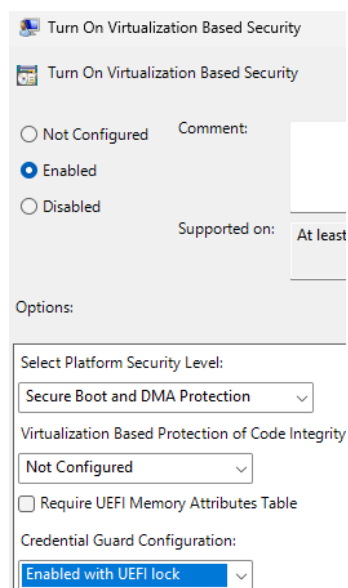 Turn On Virtualization Based Security
Turn On Virtualization Based Security
Not Configured
Comment:
Enabled
Disabled
Supported on:
At least
Options:
Select Platform Security Level:
Secure Boot and DMA Protection
Virtualization Based Protection of Code Integrity
Not Configured
Require UEFI Memory Attributes Table
Credential Guard Configuration:
Enabled with UEFI lock